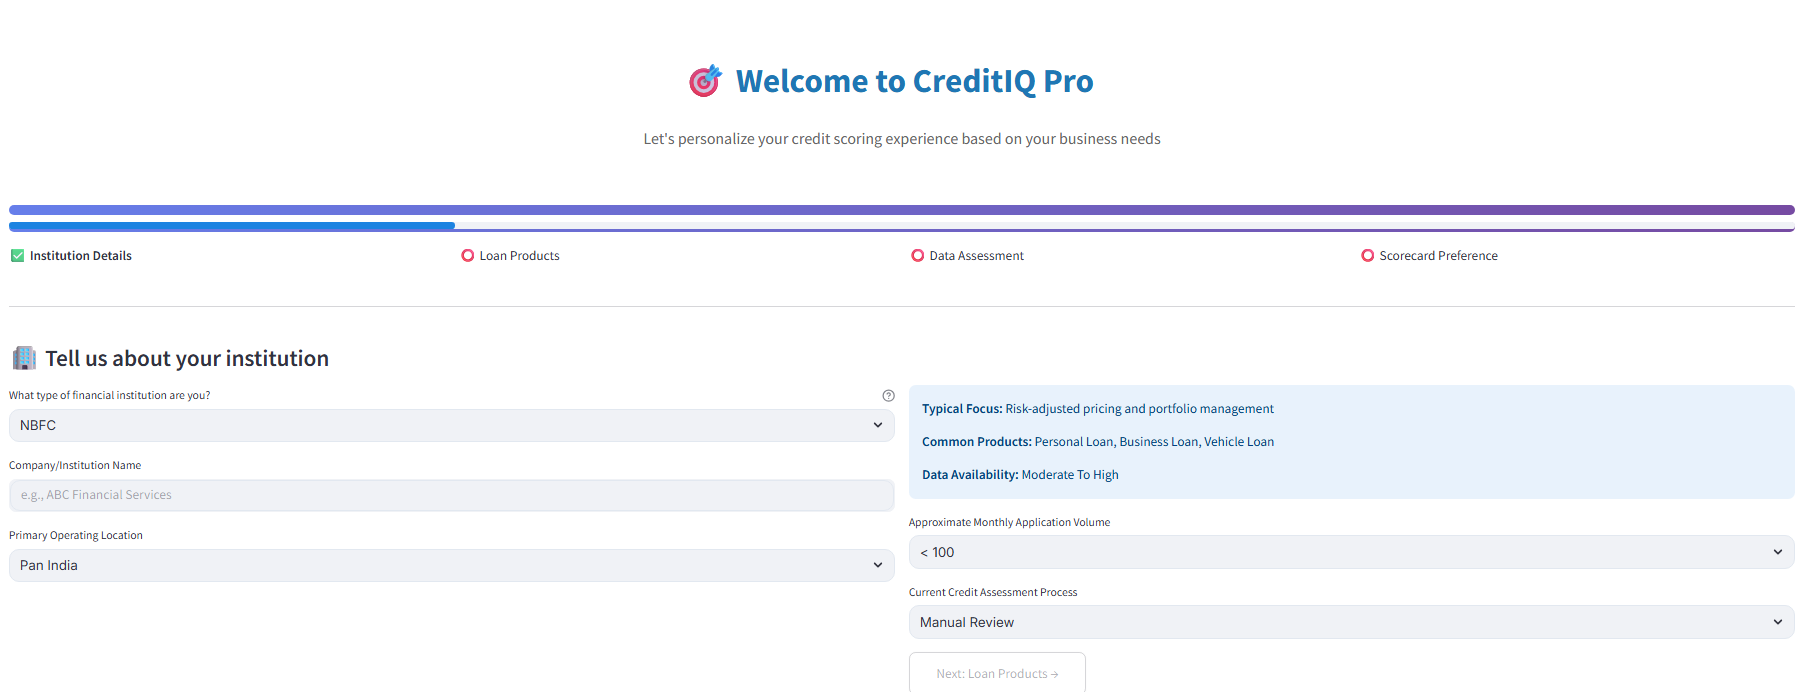 Welcome to CreditIQ Pro
Let's personalize your credit scoring experience based on your business needs
Institution Details
Loan Products
Data Assessment
Scorecard Preference
Tell us about your institution
What type of financial institution are you?
NBFC
Company/Institution Name
e.g., ABC Financial Services
Primary Operating Location
Pan India
Typical Focus: Risk-adjusted pricing and portfolio management
Common Products: Personal Loan, Business Loan, Vehicle Loan
Data Availability: Moderate To High
Approximate Monthly Application Volume
< 100
Current Credit Assessment Process
Manual Review
Next: Loan Products →